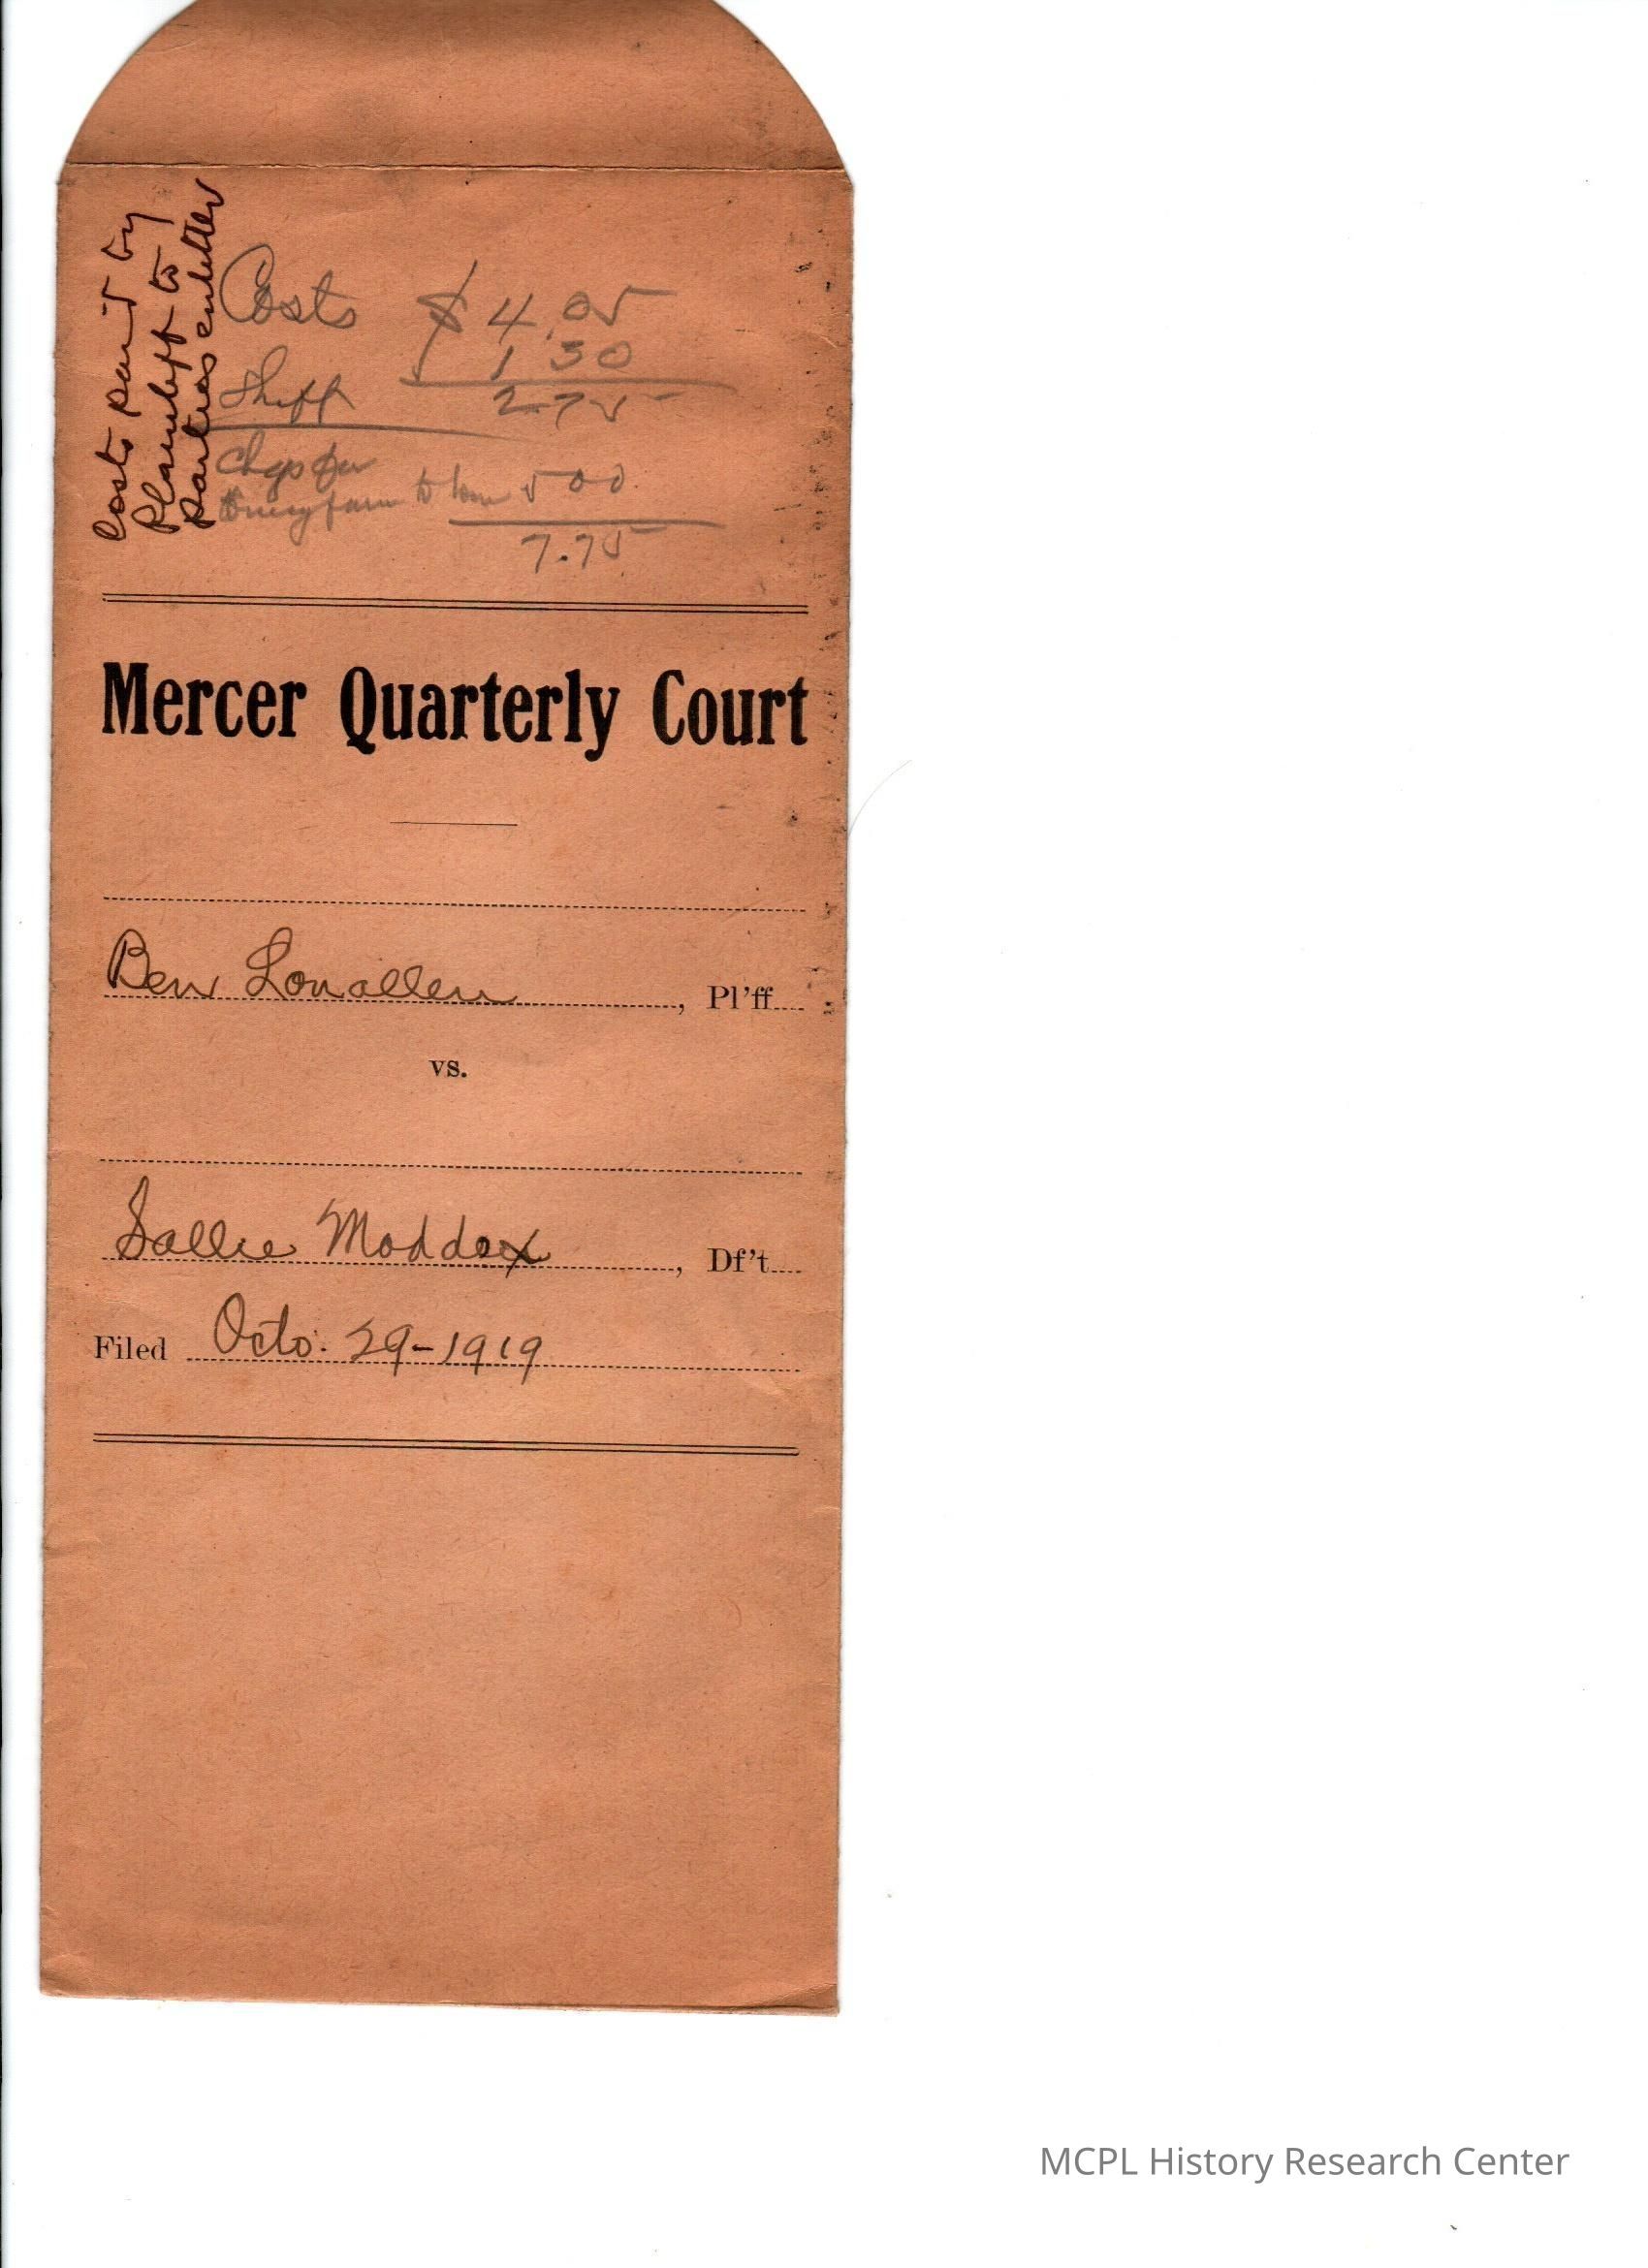 Costs paid by
Plaintiff to
parties entitled
Costs $4.05
1 30
Shff 2.75
Chgs for
farm to 5 00
7.75
Mercer Quarterly Court
Ben Lonallen, Pl'ff
vs.
Sallie Maddox, Df't
Filed Octo. 29-1919
MCPL History Research Center